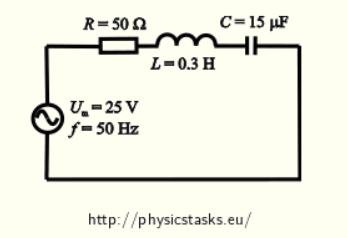 R = 50 Ω
C = 15 μF
L = 0.3 H
Uₘ = 25 V
f = 50 Hz
http://physicstasks.eu/